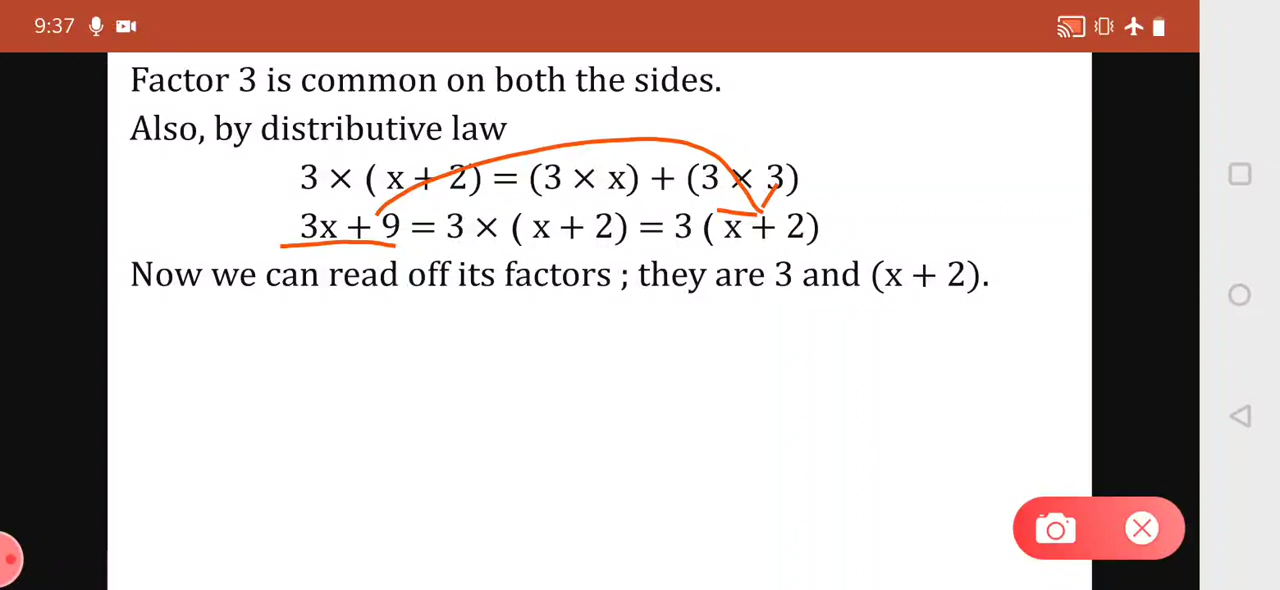 9:37
Factor 3 is common on both the sides.
Also, by distributive law
3 × ( x + 2) = (3 × x) + (3 × 3)
3x + 9 = 3 × ( x + 2) = 3 ( x + 2)
Now we can read off its factors ; they are 3 and (x + 2).